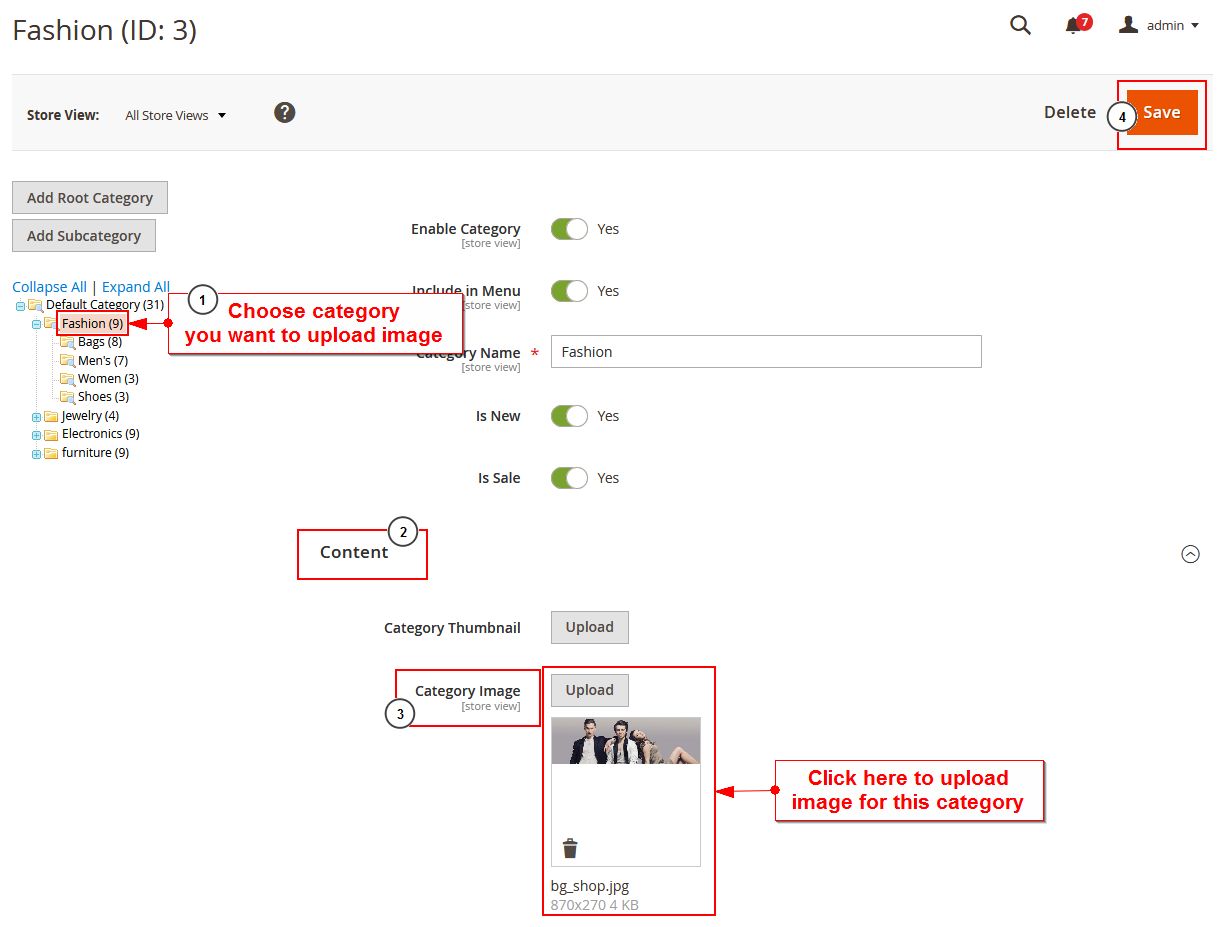 Fashion (ID: 3)
7
admin
Store View:
All Store Views
?
Delete
4
Save
Add Root Category
Add Subcategory
Collapse All | Expand All
Default Category (31)
Fashion (9)
Bags (8)
Men's (7)
Women (3)
Shoes (3)
Jewelry (4)
Electronics (9)
furniture (9)
1
Choose category
you want to upload image
Enable Category
[store view]
Yes
Include in Menu
[store view]
Yes
Category Name *
[store view]
Fashion
Is New
Yes
Is Sale
Yes
Content
2
Category Thumbnail
Upload
Category Image
[store view]
3
Upload
bg_shop.jpg
870x270 4 KB
Click here to upload
image for this category